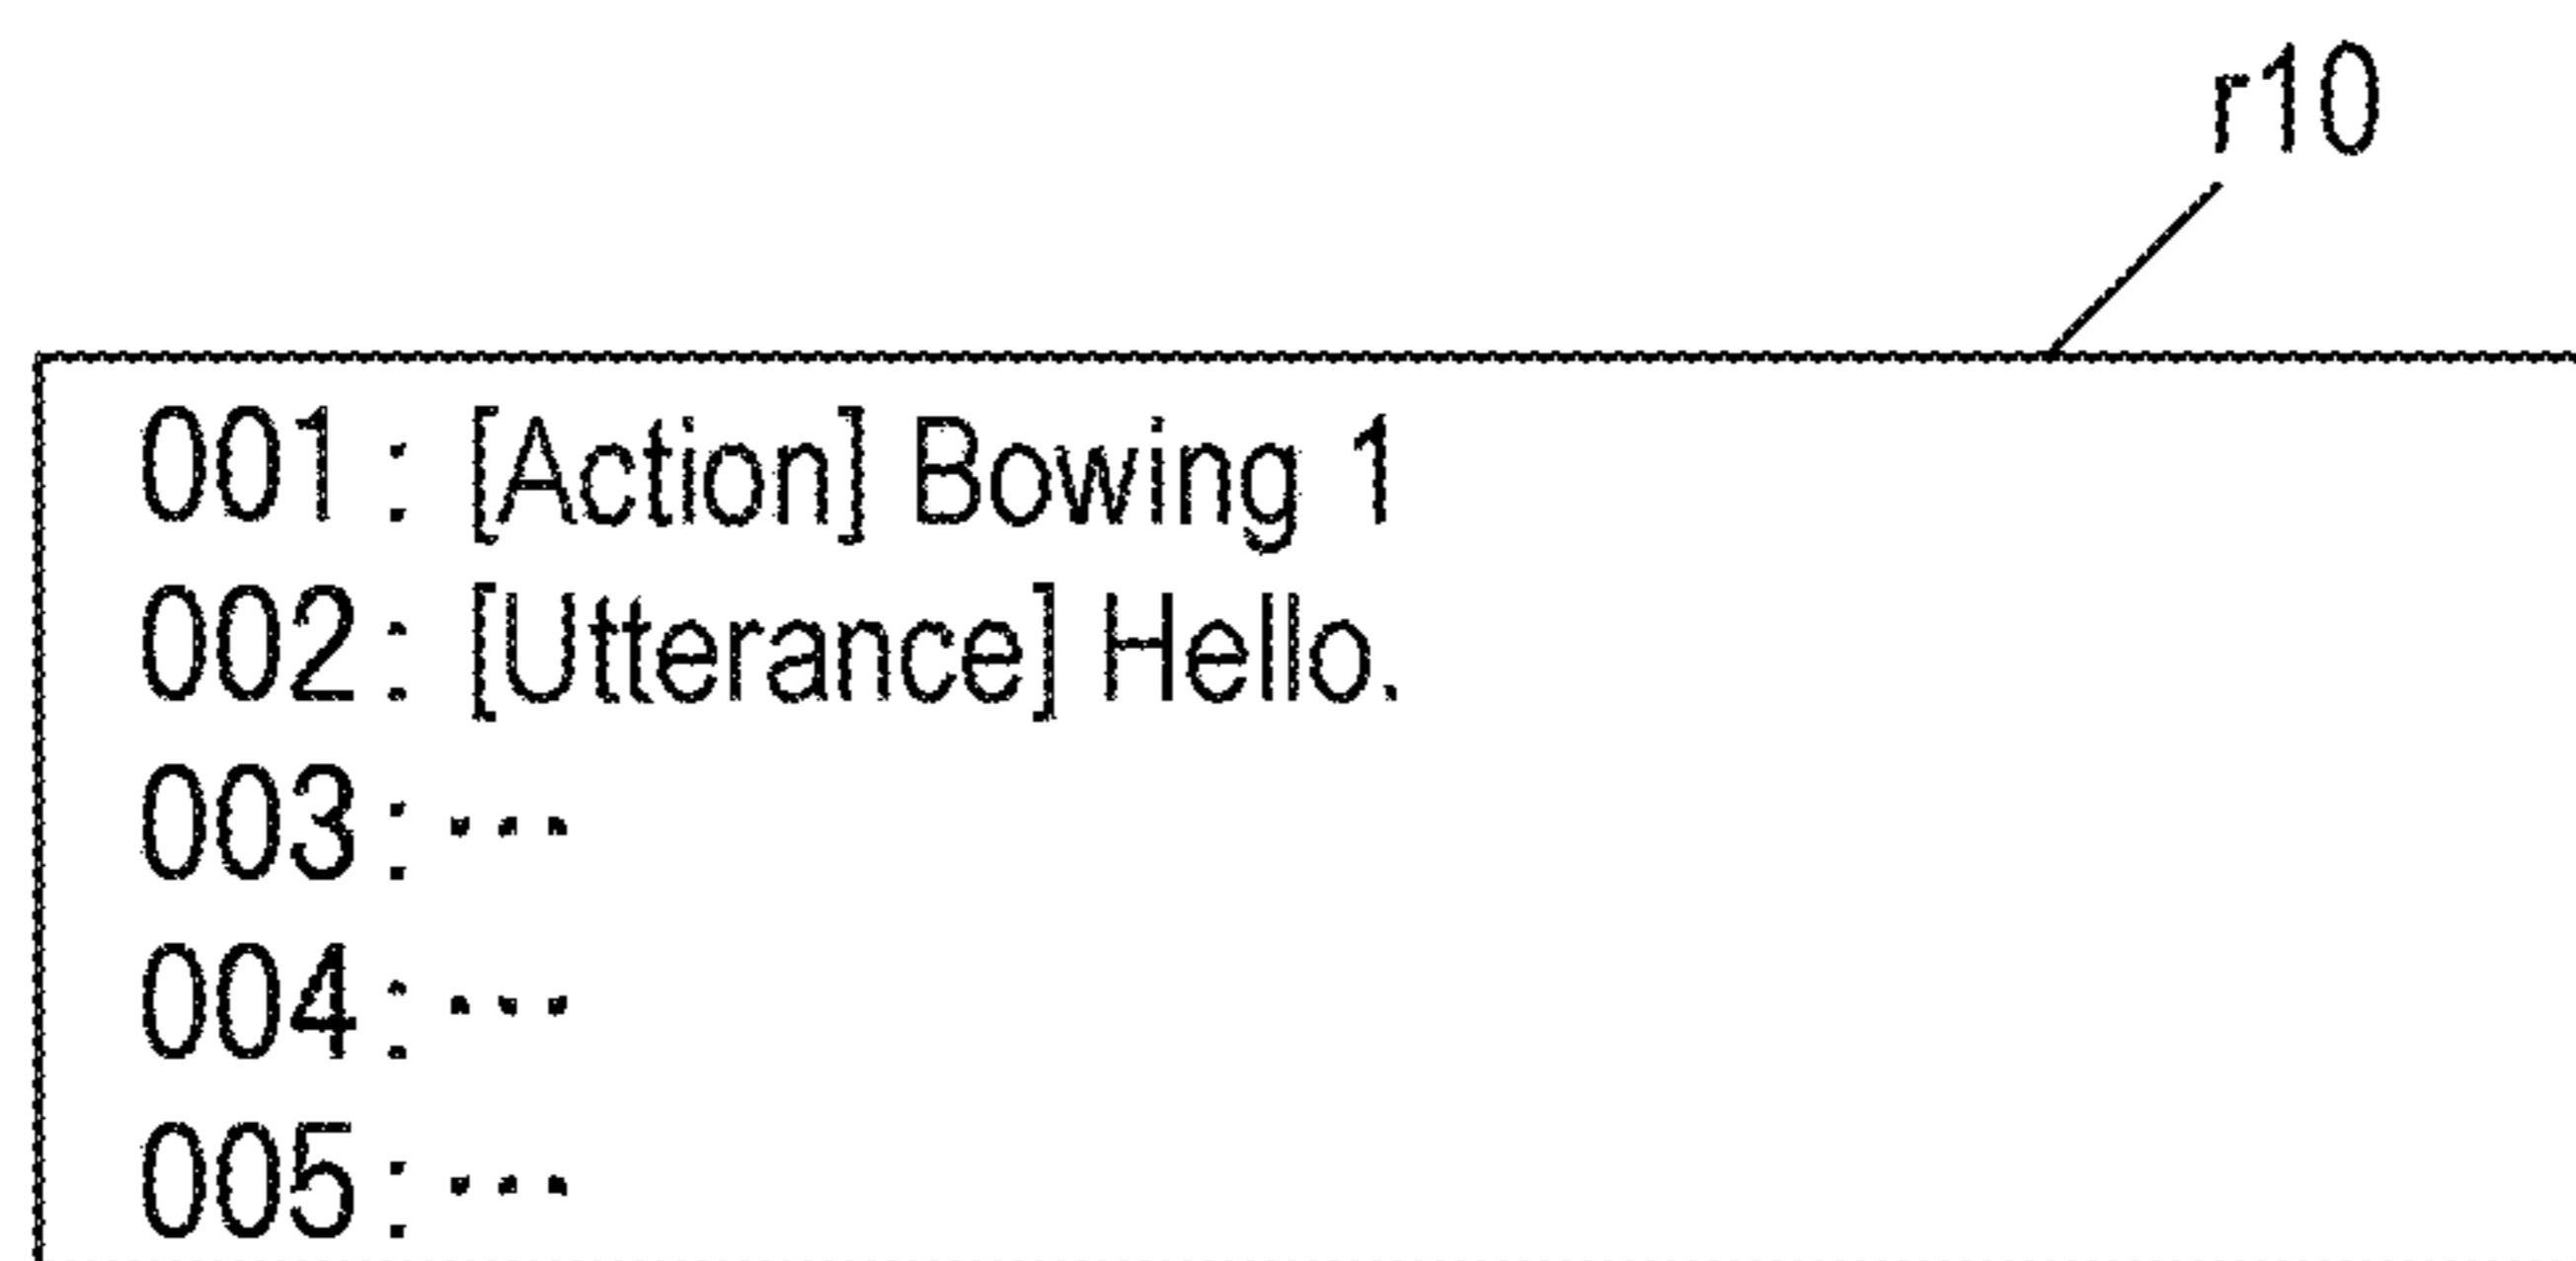 r10
001: [Action] Bowing 1
002: [Utterance] Hello.
003: ···
004: ···
005: ···